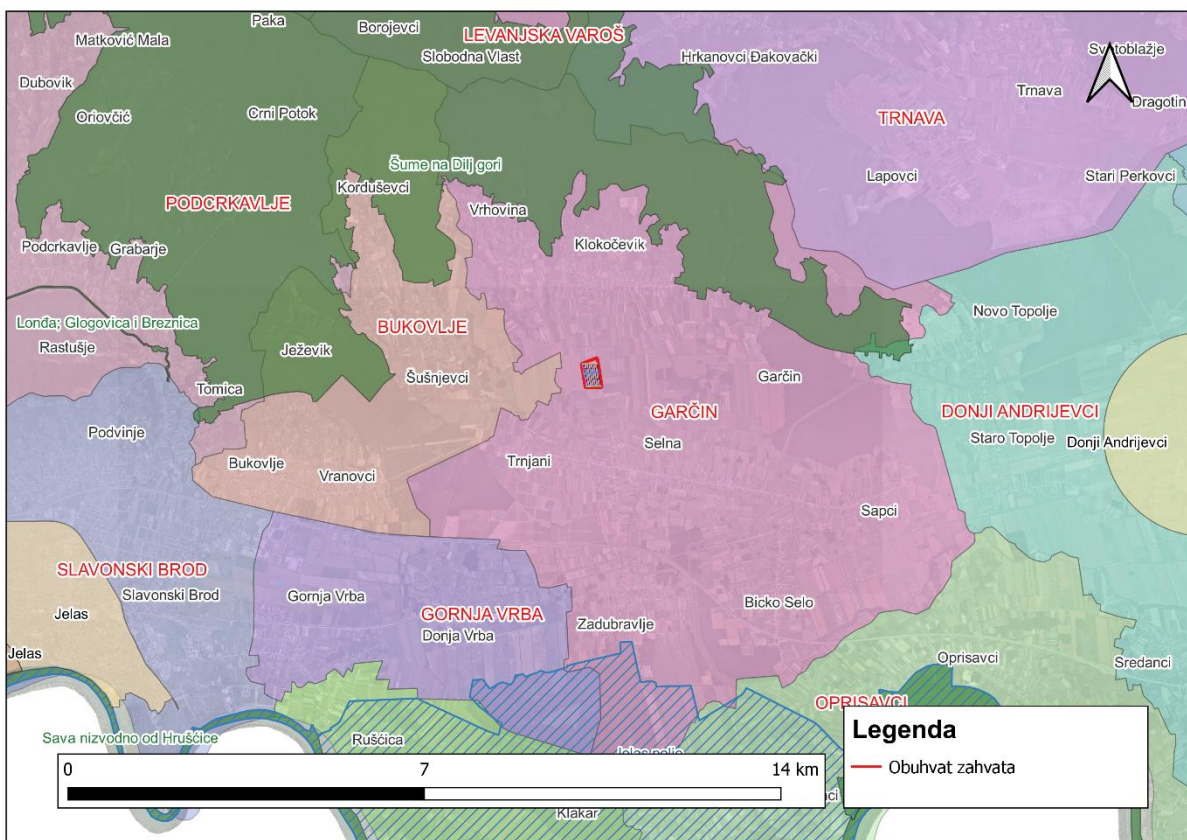 Paka
Borojevci
LEVANJSKA VAROŠ
Matković Mala
Slobodna Vlast
Hrkanovci Đakovački
Svetoblažje
Dubovik
Trnava
Dragotin
Oriovčić
Crni Potok
TRNAVA
Šume na Dilj gori
Korduševci
Lapovci
Stari Perkovci
PODCRKAVLJE
Vrhovina
Podcrkavlje
Grabarje
Klokočevik
Novo Topolje
Lonđa; Glogovica i Breznica
BUKOVLJE
Rastušje
Ježevik
Šušnjevci
Garčin
Tomica
GARČIN
DONJI ANDRIJEVCI
Podvinje
Selna
Staro Topolje
Donji Andrijevci
Bukovlje
Vranovci
Trnjani
Sapci
SLAVONSKI BROD
Slavonski Brod
Gornja Vrba
Bicko Selo
Jelas
GORNJA VRBA
Donja Vrba
Zadubravlje
Jelas
Oprisavci
Sredanci
OPRISAVCI
Sava nizvodno od Hrušćice
Rušćica
Legenda
Obuhvat zahvata
0
7
14 km
Klakar